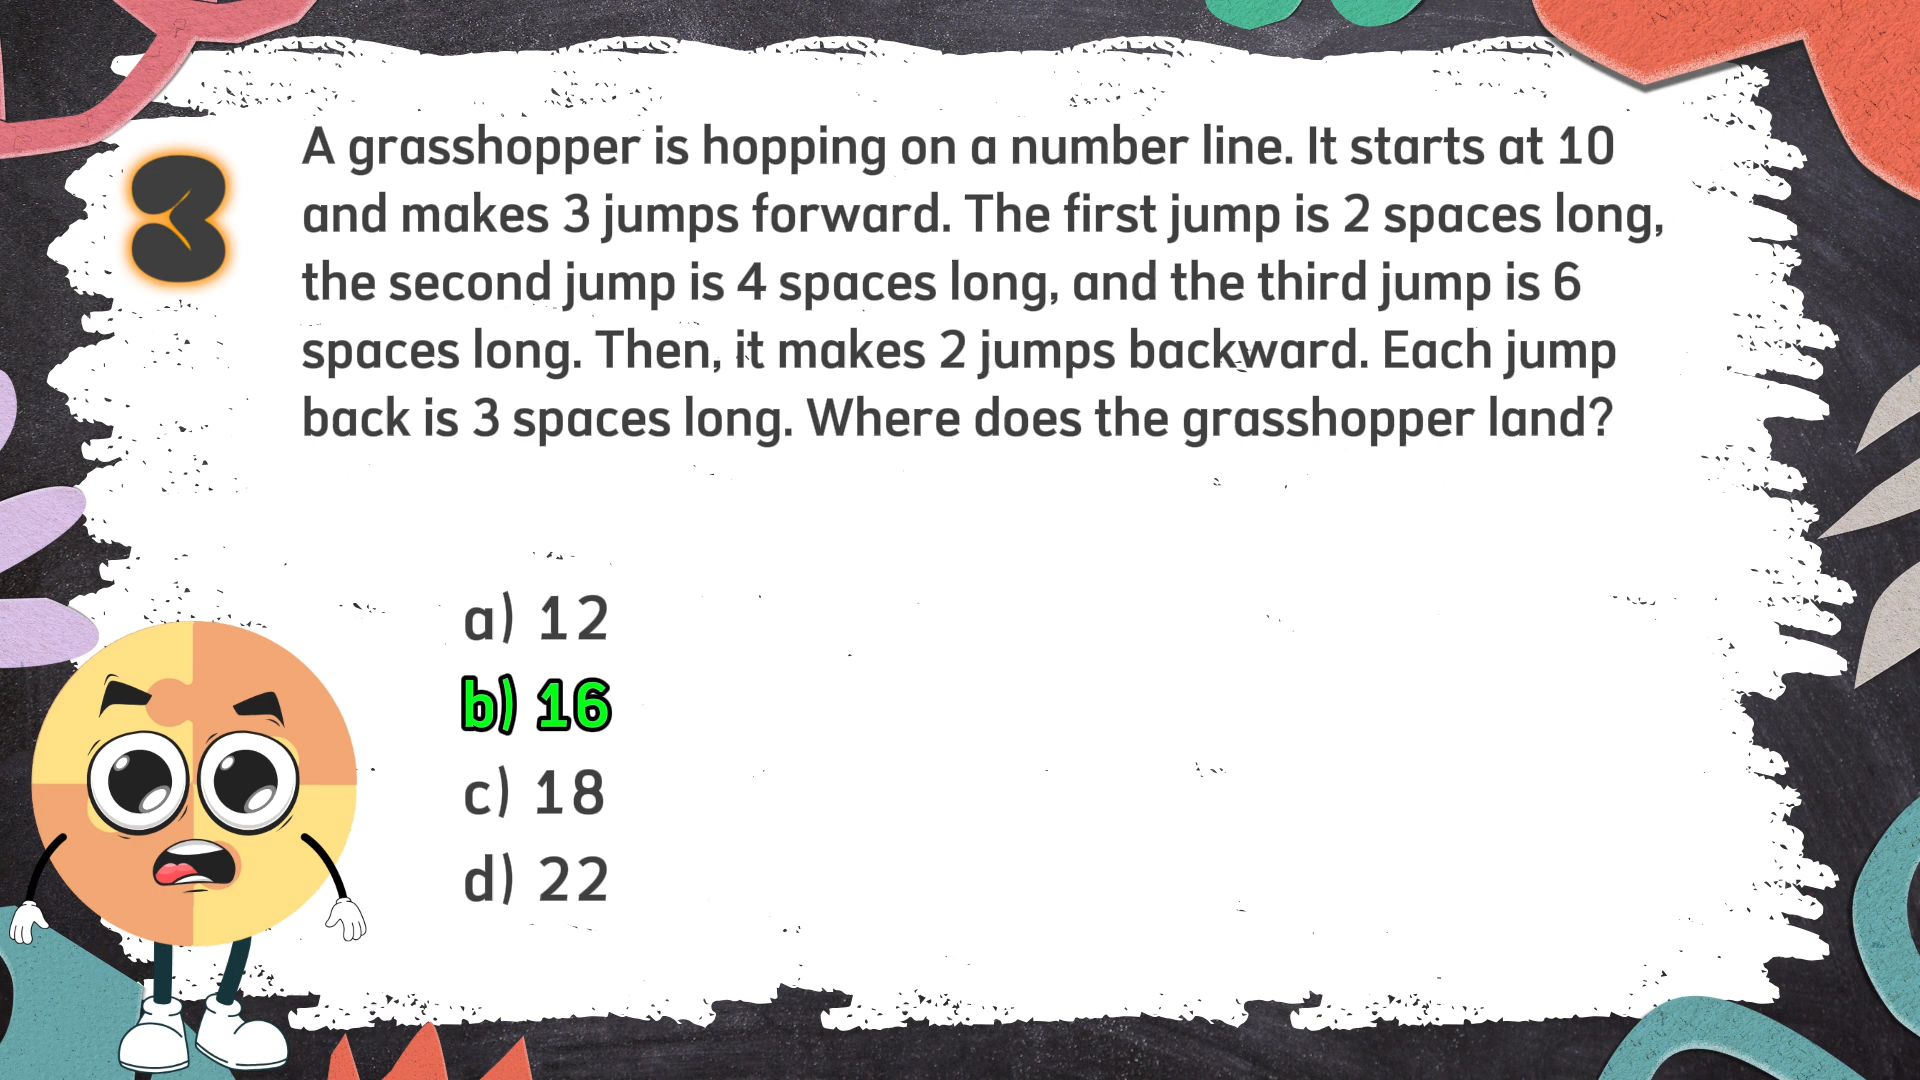 3
A grasshopper is hopping on a number line. It starts at 10
and makes 3 jumps forward. The first jump is 2 spaces long,
the second jump is 4 spaces long, and the third jump is 6
spaces long. Then, it makes 2 jumps backward. Each jump
back is 3 spaces long. Where does the grasshopper land?
a) 12
b) 16
c) 18
d) 22